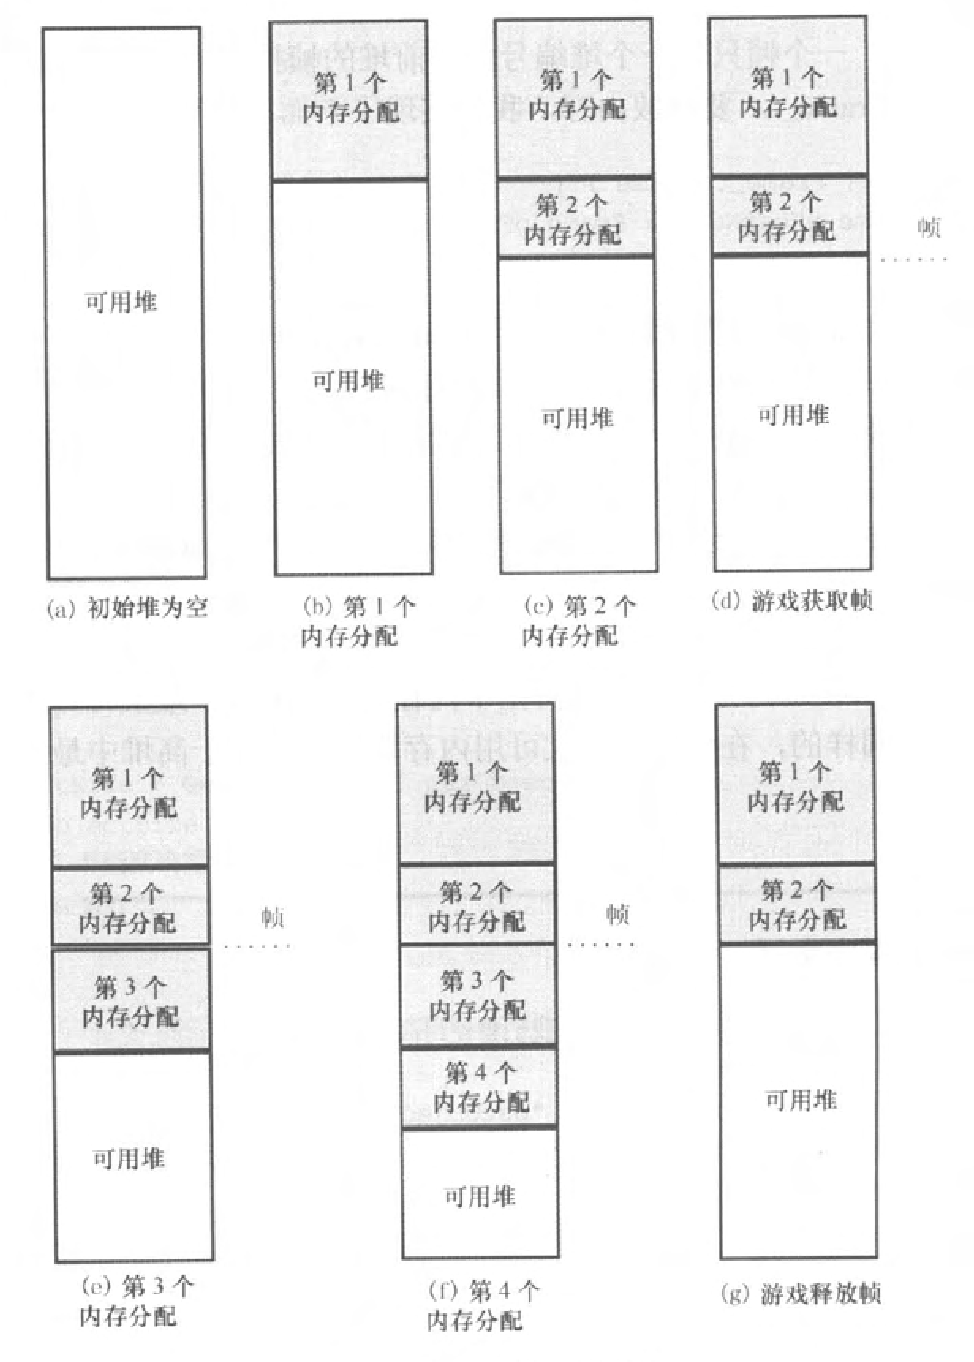 第 1 个
内存分配
第 1 个
内存分配
第 1 个
内存分配
第 2 个
内存分配
第 2 个
内存分配
帧
可用堆
可用堆
可用堆
可用堆
(a) 初始堆为空
(b) 第 1 个
内存分配
(c) 第 2 个
内存分配
(d) 游戏获取帧
第 1 个
内存分配
第 1 个
内存分配
第 1 个
内存分配
第 2 个
内存分配
帧
第 2 个
内存分配
帧
第 2 个
内存分配
第 3 个
内存分配
第 3 个
内存分配
第 4 个
内存分配
可用堆
可用堆
可用堆
(e) 第 3 个
内存分配
(f) 第 4 个
内存分配
(g) 游戏释放帧